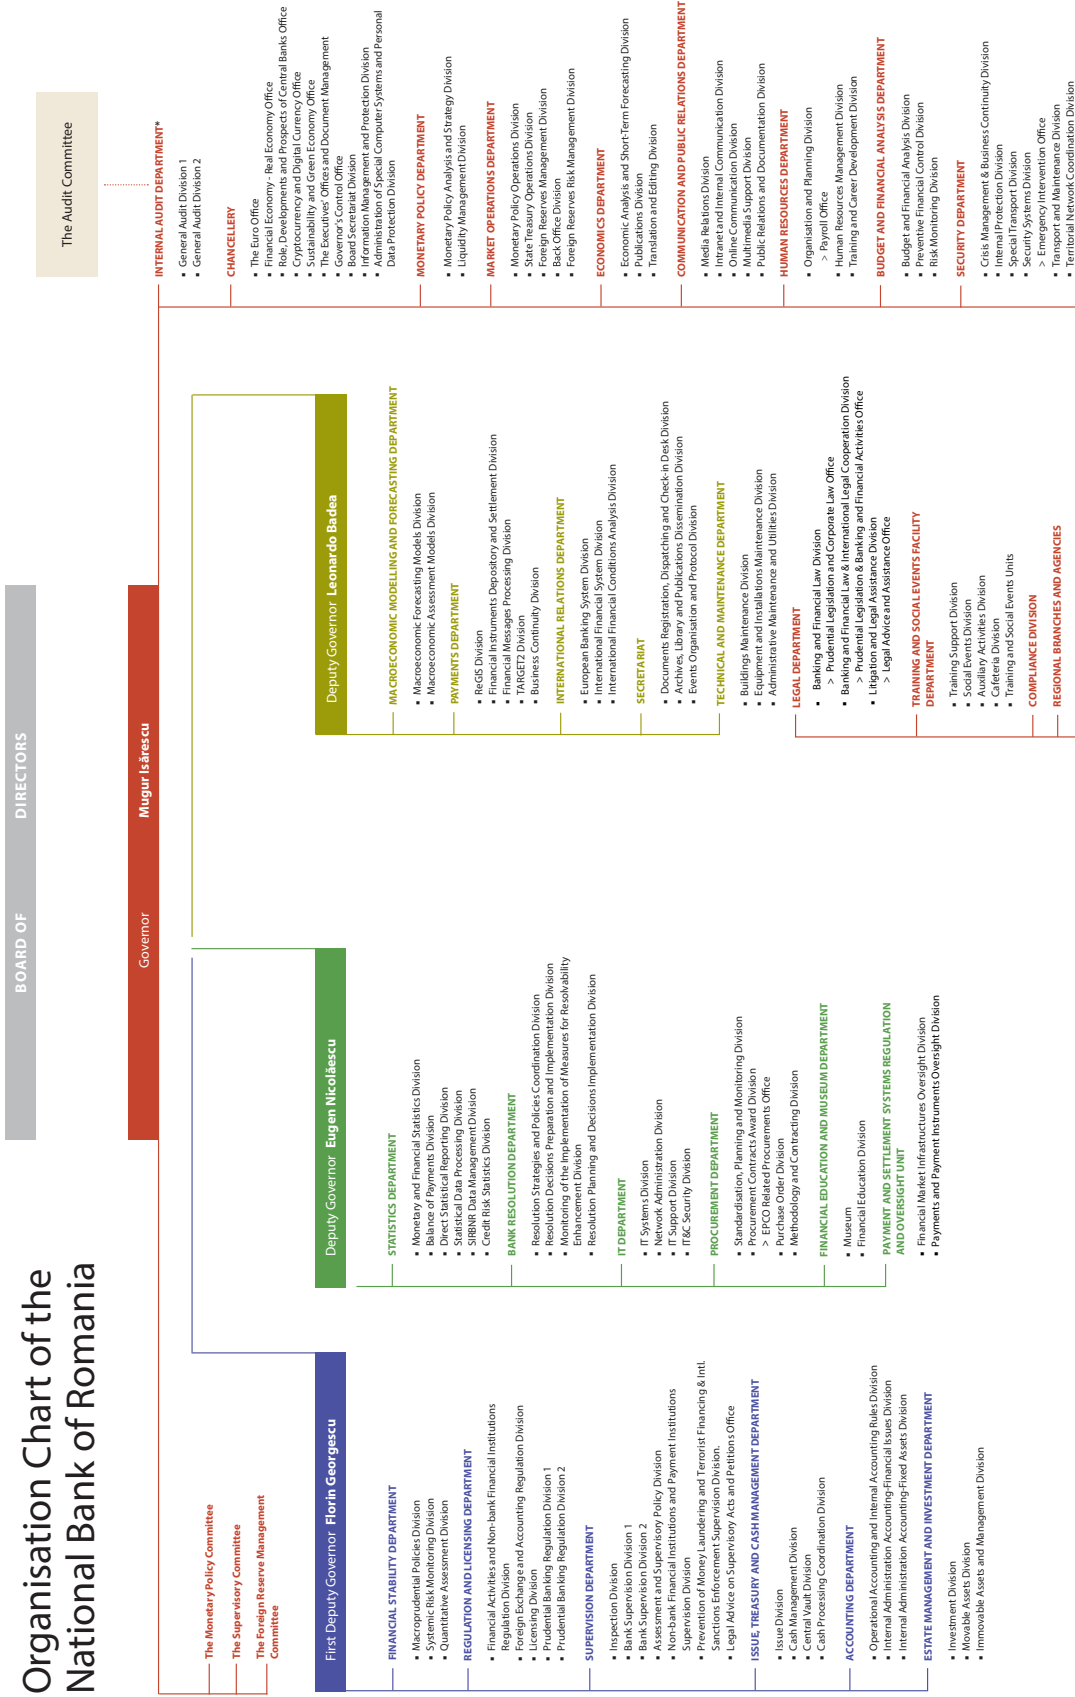 Organisation Chart of the
National Bank of Romania
BOARD OF DIRECTORS
The Audit Committee
Governor Mugur Isărescu
The Monetary Policy Committee
The Supervisory Committee
The Foreign Reserve Management
Committee
First Deputy Governor Florin Georgescu
FINANCIAL STABILITY DEPARTMENT
▪ Macroprudential Policies Division
▪ Systemic Risk Monitoring Division
▪ Quantitative Assessment Division
REGULATION AND LICENSING DEPARTMENT
▪ Financial Activities and Non-bank Financial Institutions
Regulation Division
▪ Foreign Exchange and Accounting Regulation Division
▪ Licensing Division
▪ Prudential Banking Regulation Division 1
▪ Prudential Banking Regulation Division 2
SUPERVISION DEPARTMENT
▪ Inspection Division
▪ Bank Supervision Division 1
▪ Bank Supervision Division 2
▪ Assessment and Supervisory Policy Division
▪ Non-bank Financial Institutions and Payment Institutions
Supervision Division
▪ Prevention of Money Laundering and Terrorist Financing & Intl.
Sanctions Enforcement Supervision Division.
▪ Legal Advice on Supervisory Acts and Petitions Office
ISSUE, TREASURY AND CASH MANAGEMENT DEPARTMENT
▪ Issue Division
▪ Cash Management Division
▪ Central Vault Division
▪ Cash Processing Coordination Division
ACCOUNTING DEPARTMENT
▪ Operational Accounting and Internal Accounting Rules Division
▪ Internal Administration Accounting-Financial Issues Division
▪ Internal Administration Accounting-Fixed Assets Division
ESTATE MANAGEMENT AND INVESTMENT DEPARTMENT
▪ Investment Division
▪ Movable Assets Division
▪ Immovable Assets and Management Division
Deputy Governor Eugen Nicolăescu
STATISTICS DEPARTMENT
▪ Monetary and Financial Statistics Division
▪ Balance of Payments Division
▪ Direct Statistical Reporting Division
▪ Statistical Data Processing Division
▪ SIRBNR Data Management Division
▪ Credit Risk Statistics Division
BANK RESOLUTION DEPARTMENT
▪ Resolution Strategies and Policies Coordination Division
▪ Resolution Decisions Preparation and Implementation Division
▪ Monitoring of the Implementation of Measures for Resolvability
Enhancement Division
▪ Resolution Planning and Decisions Implementation Division
IT DEPARTMENT
▪ IT Systems Division
▪ Network Administration Division
▪ IT Support Division
▪ IT&C Security Division
PROCUREMENT DEPARTMENT
▪ Standardisation, Planning and Monitoring Division
▪ Procurement Contracts Award Division
> EPCO Related Procurements Office
▪ Purchase Order Division
▪ Methodology and Contracting Division
FINANCIAL EDUCATION AND MUSEUM DEPARTMENT
▪ Museum
▪ Financial Education Division
PAYMENT AND SETTLEMENT SYSTEMS REGULATION
AND OVERSIGHT UNIT
▪ Financial Market Infrastructures Oversight Division
▪ Payments and Payment Instruments Oversight Division
Deputy Governor Leonardo Badea
MACROECONOMIC MODELLING AND FORECASTING DEPARTMENT
▪ Macroeconomic Forecasting Models Division
▪ Macroeconomic Assessment Models Division
PAYMENTS DEPARTMENT
▪ ReGIS Division
▪ Financial Instruments Depository and Settlement Division
▪ Financial Messages Processing Division
▪ TARGET2 Division
▪ Business Continuity Division
INTERNATIONAL RELATIONS DEPARTMENT
▪ European Banking System Division
▪ International Financial System Division
▪ International Financial Conditions Analysis Division
SECRETARIAT
▪ Documents Registration, Dispatching and Check-in Desk Division
▪ Archives, Library and Publications Dissemination Division
▪ Events Organisation and Protocol Division
TECHNICAL AND MAINTENANCE DEPARTMENT
▪ Buildings Maintenance Division
▪ Equipment and Installations Maintenance Division
▪ Administrative Maintenance and Utilities Division
LEGAL DEPARTMENT
▪ Banking and Financial Law Division
> Prudential Legislation and Corporate Law Office
▪ Banking and Financial Law & International Legal Cooperation Division
> Prudential Legislation & Banking and Financial Activities Office
▪ Litigation and Legal Assistance Division
> Legal Advice and Assistance Office
TRAINING AND SOCIAL EVENTS FACILITY
DEPARTMENT
▪ Training Support Division
▪ Social Events Division
▪ Auxiliary Activities Division
▪ Cafeteria Division
▪ Training and Social Events Units
COMPLIANCE DIVISION
REGIONAL BRANCHES AND AGENCIES
INTERNAL AUDIT DEPARTMENT*
▪ General Audit Division 1
▪ General Audit Division 2
CHANCELLERY
▪ The Euro Office
▪ Financial Economy - Real Economy Office
▪ Role, Developments and Prospects of Central Banks Office
▪ Cryptocurrency and Digital Currency Office
▪ Sustainability and Green Economy Office
▪ The Executives' Offices and Document Management
▪ Governor's Control Office
▪ Board Secretariat Division
▪ Information Management and Protection Division
▪ Administration of Special Computer Systems and Personal
Data Protection Division
MONETARY POLICY DEPARTMENT
▪ Monetary Policy Analysis and Strategy Division
▪ Liquidity Management Division
MARKET OPERATIONS DEPARTMENT
▪ Monetary Policy Operations Division
▪ State Treasury Operations Division
▪ Foreign Reserves Management Division
▪ Back Office Division
▪ Foreign Reserves Risk Management Division
ECONOMICS DEPARTMENT
▪ Economic Analysis and Short-Term Forecasting Division
▪ Publications Division
▪ Translation and Editing Division
COMMUNICATION AND PUBLIC RELATIONS DEPARTMENT
▪ Media Relations Division
▪ Intranet and Internal Communication Division
▪ Online Communication Division
▪ Multimedia Support Division
▪ Public Relations and Documentation Division
HUMAN RESOURCES DEPARTMENT
▪ Organisation and Planning Division
> Payroll Office
▪ Human Resources Management Division
▪ Training and Career Development Division
BUDGET AND FINANCIAL ANALYSIS DEPARTMENT
▪ Budget and Financial Analysis Division
▪ Preventive Financial Control Division
▪ Risk Monitoring Division
SECURITY DEPARTMENT
▪ Crisis Management & Business Continuity Division
▪ Internal Protection Division
▪ Special Transport Division
▪ Security Systems Division
> Emergency Intervention Office
▪ Transport and Maintenance Division
▪ Territorial Network Coordination Division